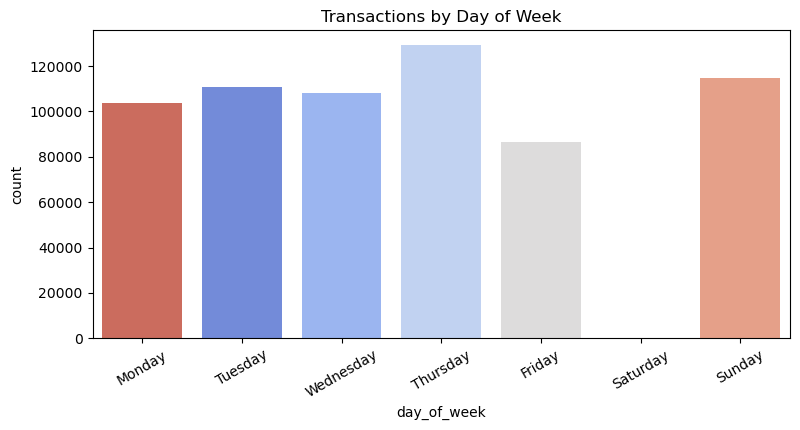 Transactions by Day of Week
count
120000
100000
80000
60000
40000
20000
0
Monday
Tuesday
Wednesday
Thursday
Friday
Saturday
Sunday
day_of_week